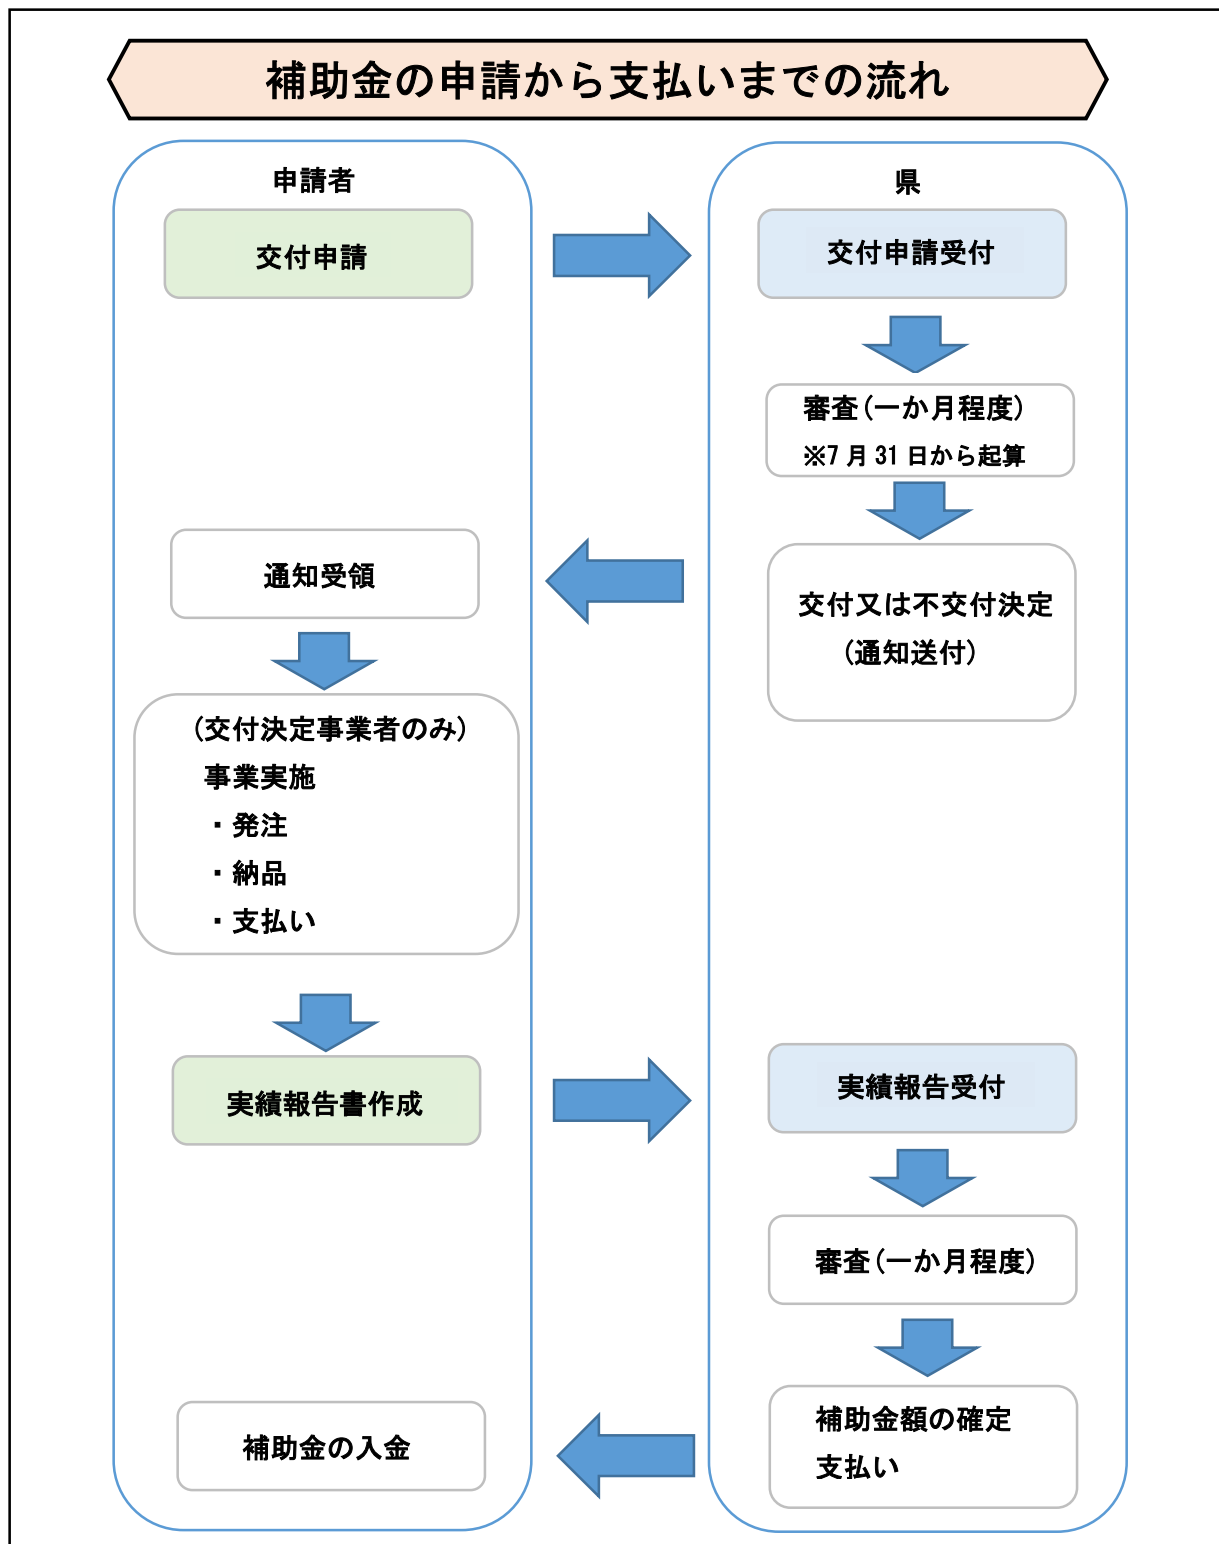 補助金の申請から支払いまでの流れ
申請者
県
交付申請
交付申請受付
審査(一か月程度)
※7月31日から起算
通知受領
交付又は不交付決定
(通知送付)
(交付決定事業者のみ)
事業実施
・発注
・納品
・支払い
実績報告書作成
実績報告受付
審査(一か月程度)
補助金額の確定
支払い
補助金の入金